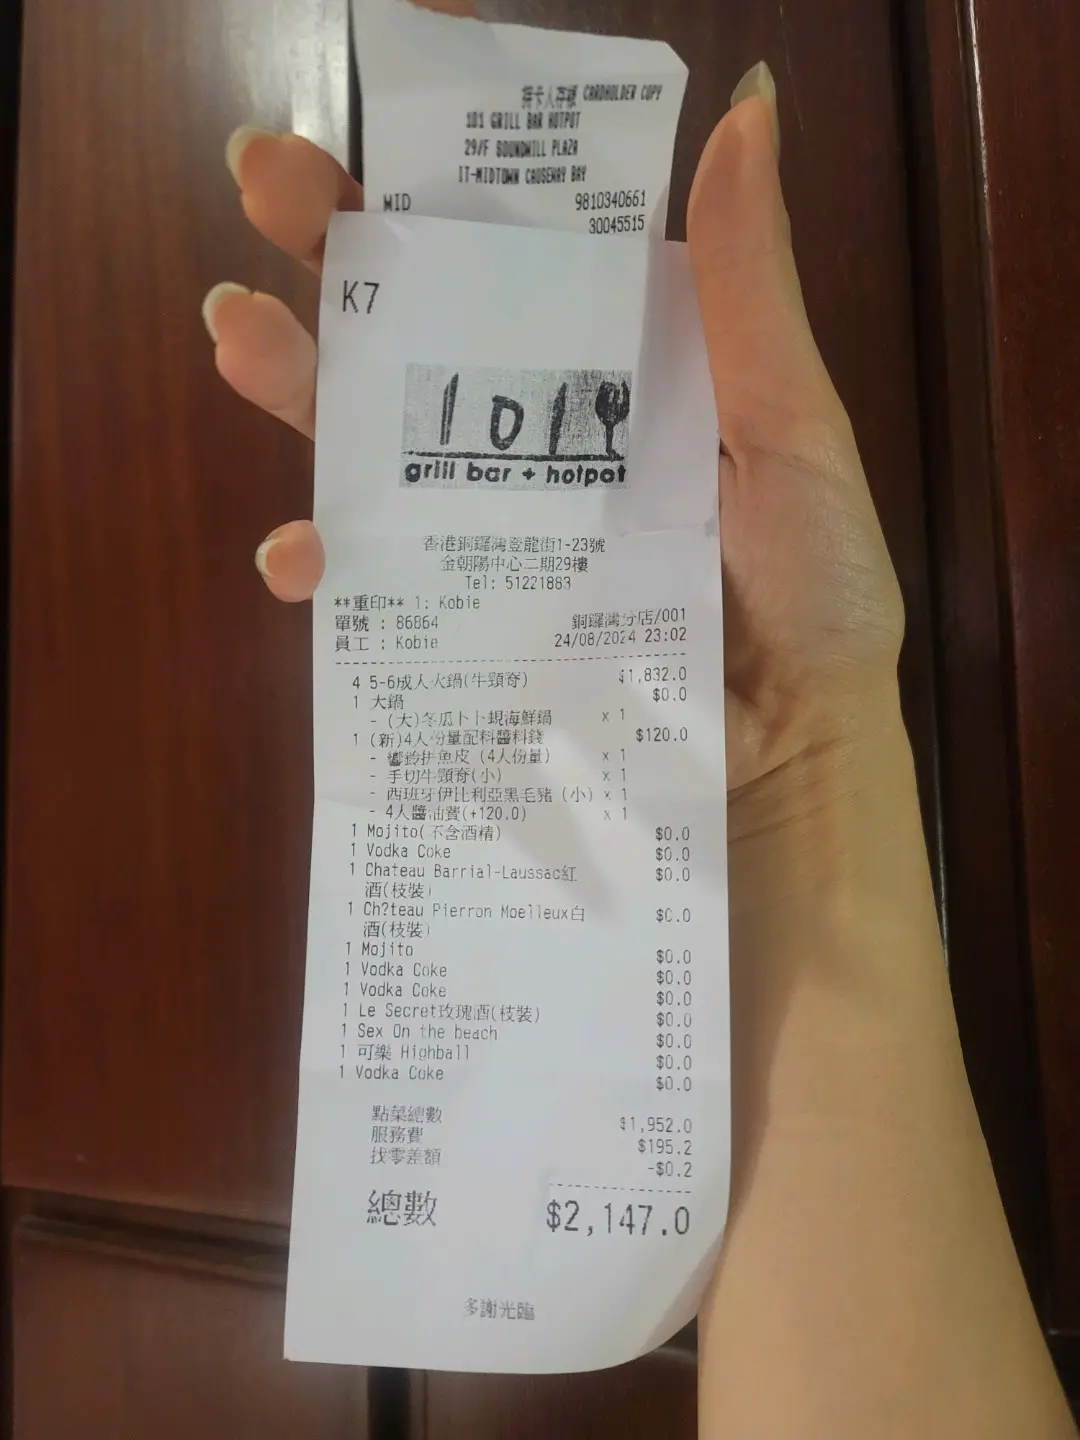 持卡人存根 CARDHOLDER COPY
101 GRILL BAR HOTPOT
29/F SOUNDWILL PLAZA
II-MIDTOWN CAUSEWAY BAY
MID 9810340661
30045515
K7
101
grill bar + hotpot
香港銅鑼灣登龍街1-23號
金朝陽中心二期29樓
Tel: 51221883
**重印** 1: Kobie
單號 : 86864 銅鑼灣分店/001
員工 : Kobie 24/08/2024 23:02
4 5-6成人火鍋(牛頸脊) $1,832.0
1 大鍋 $0.0
- (大)冬瓜卜卜蜆海鮮鍋 x 1
1 (新)4人份量配料醬料錢 $120.0
- 響鈴拼魚皮 (4人份量) x 1
- 手切牛頸脊(小) x 1
- 西班牙伊比利亞黑毛豬 (小) x 1
- 4人醬油費(+120.0) x 1
1 Mojito(不含酒精) $0.0
1 Vodka Coke $0.0
1 Chateau Barrial-Laussac紅 $0.0
酒(枝裝)
1 Ch?teau Pierron Moelleux白 $0.0
酒(枝裝)
1 Mojito $0.0
1 Vodka Coke $0.0
1 Vodka Coke $0.0
1 Le Secret玫瑰酒(枝裝) $0.0
1 Sex On the beach $0.0
1 可樂 Highball $0.0
1 Vodka Coke $0.0
點菜總數 $1,952.0
服務費 $195.2
找零差額 -$0.2
總數 $2,147.0
多謝光臨